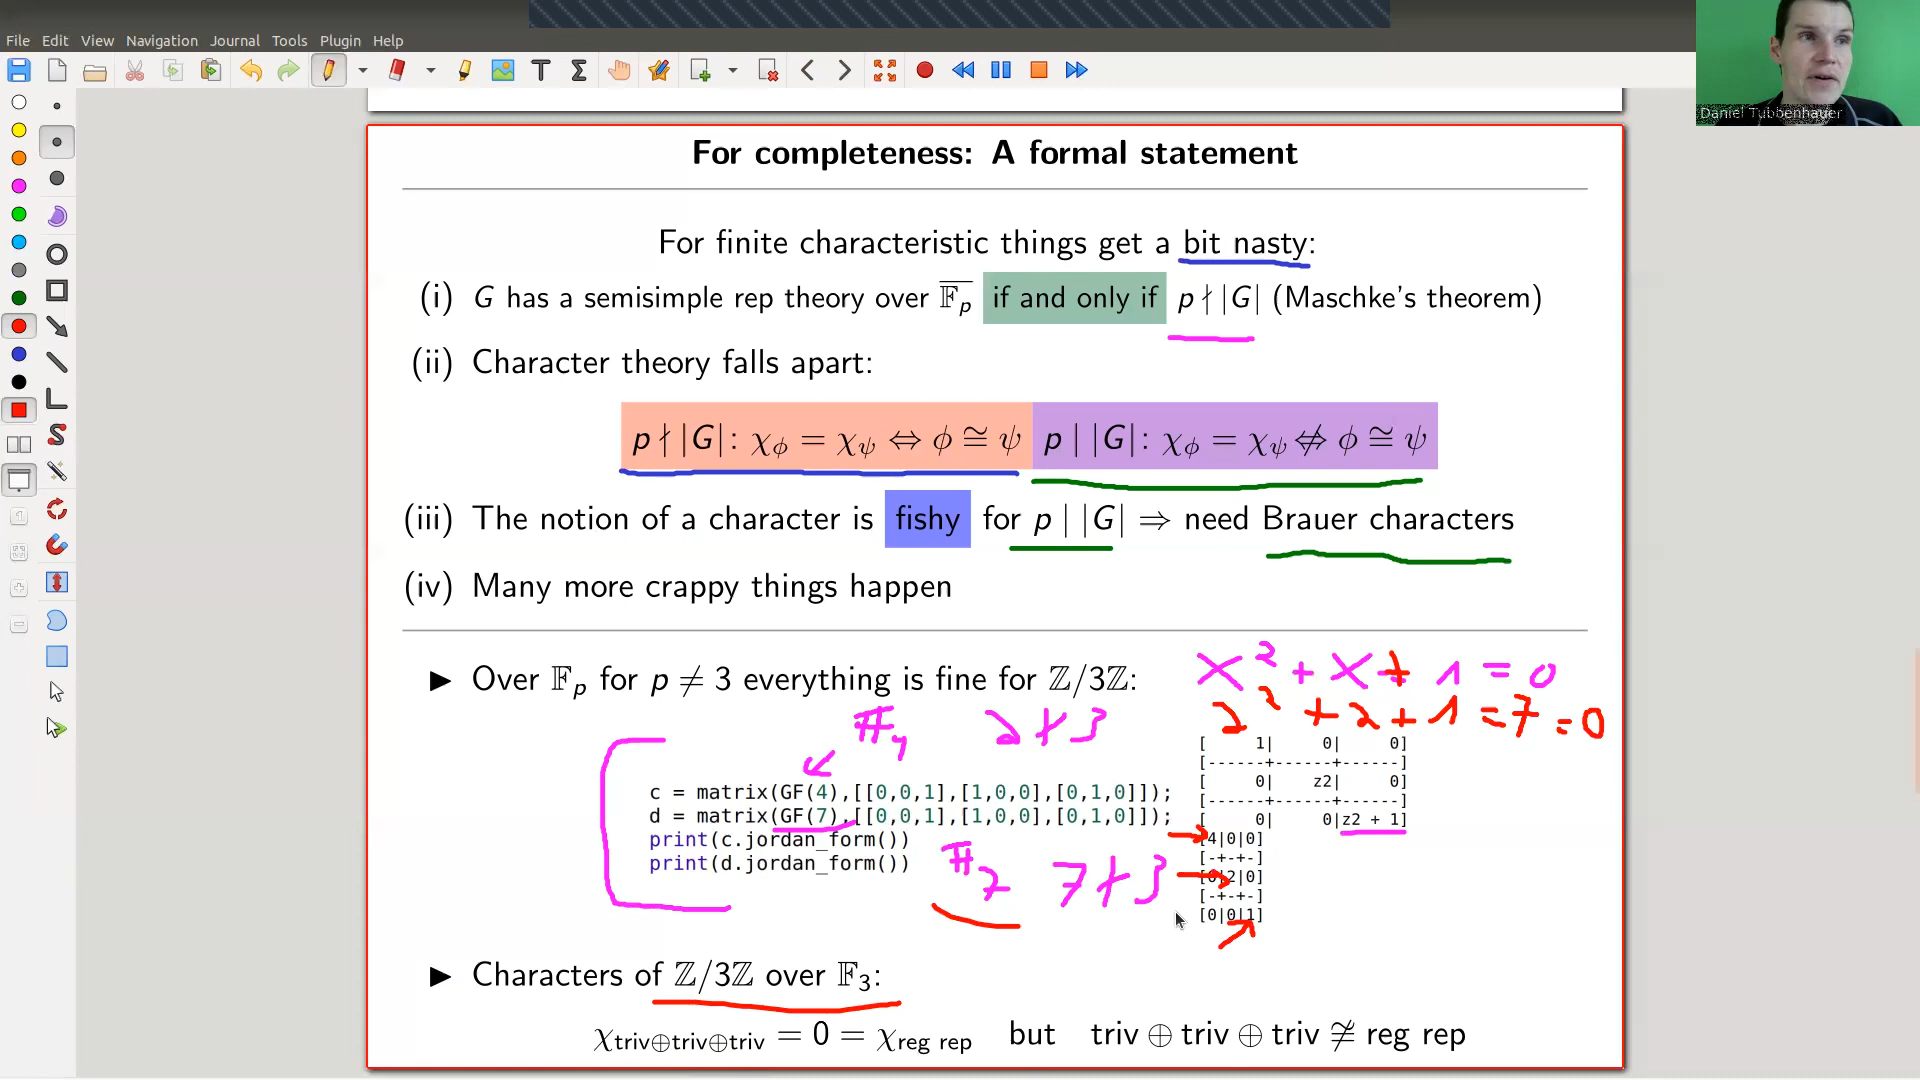 File Edit View Navigation Journal Tools Plugin Help
Daniel Tubbenhauer
For completeness: A formal statement
For finite characteristic things get a bit nasty:
(i) G has a semisimple rep theory over F̅ₚ if and only if p ∤ |G| (Maschke's theorem)
(ii) Character theory falls apart:
p ∤ |G| : χ_ϕ = χ_ψ ⇔ ϕ ≅ ψ p | |G| : χ_ϕ = χ_ψ ⇎ ϕ ≅ ψ
(iii) The notion of a character is fishy for p | |G| ⇒ need Brauer characters
(iv) Many more crappy things happen
▶ Over 𝔽ₚ for p ≠ 3 everything is fine for ℤ/3ℤ:
x² + x + 1 = 0
2² + 2 + 1 = 7 = 0
𝔽₄ 2 ∤ 3
c = matrix(GF(4),[[0,0,1],[1,0,0],[0,1,0]]);
d = matrix(GF(7),[[0,0,1],[1,0,0],[0,1,0]]);
print(c.jordan_form())
print(d.jordan_form())
𝔽₇ 7 ∤ 3
[ 1| 0| 0]
[------+------+------]
[ 0| z2| 0]
[------+------+------]
[ 0| 0|z2 + 1]
[4|0|0]
[-+-+-]
[0|2|0]
[-+-+-]
[0|0|1]
▶ Characters of ℤ/3ℤ over 𝔽₃:
χ_triv⊕triv⊕triv = 0 = χ_reg rep but triv ⊕ triv ⊕ triv ≇ reg rep